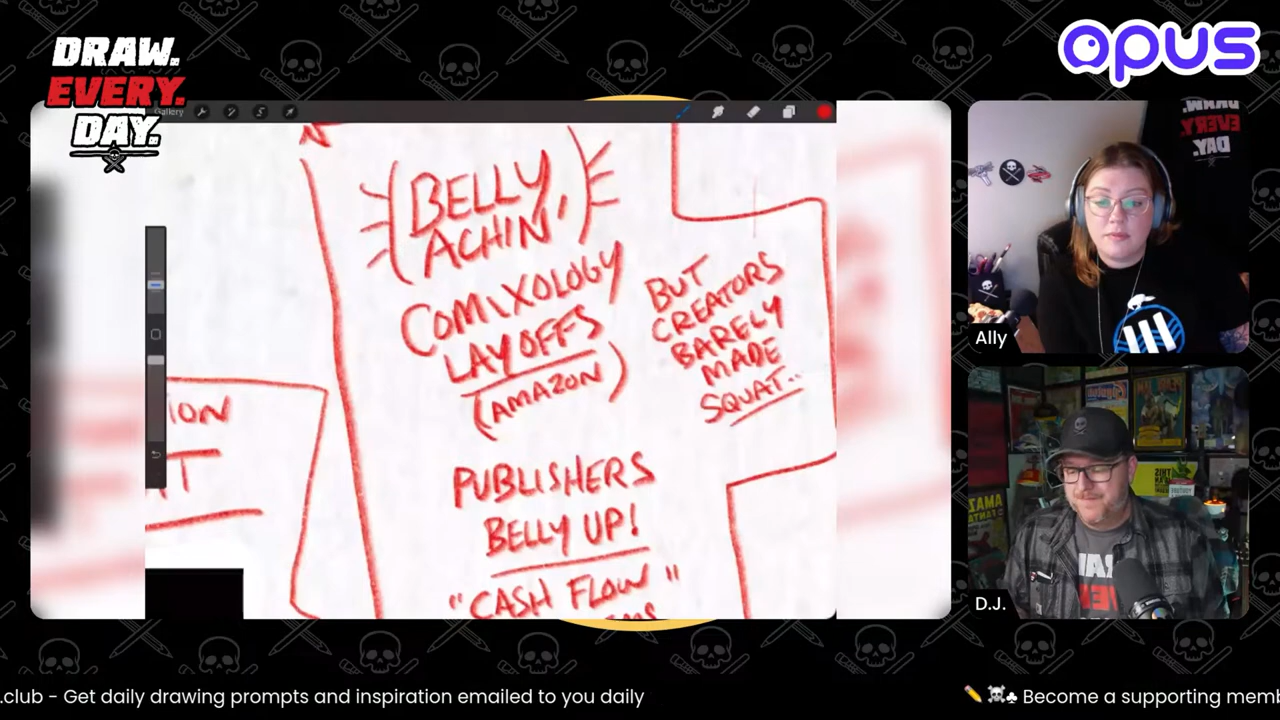 DRAW.
EVERY.
DAY.
opus
Gallery
BELLY
ACHIN'
COMIXOLOGY
LAYOFFS
(AMAZON)
BUT
CREATORS
BARELY
MADE
SQUAT..
PUBLISHERS
BELLY UP!
"CASH FLOW"
ION
T
Ally
D.J.
.club - Get daily drawing prompts and inspiration emailed to you daily
✏️☠️♣ Become a supporting memb